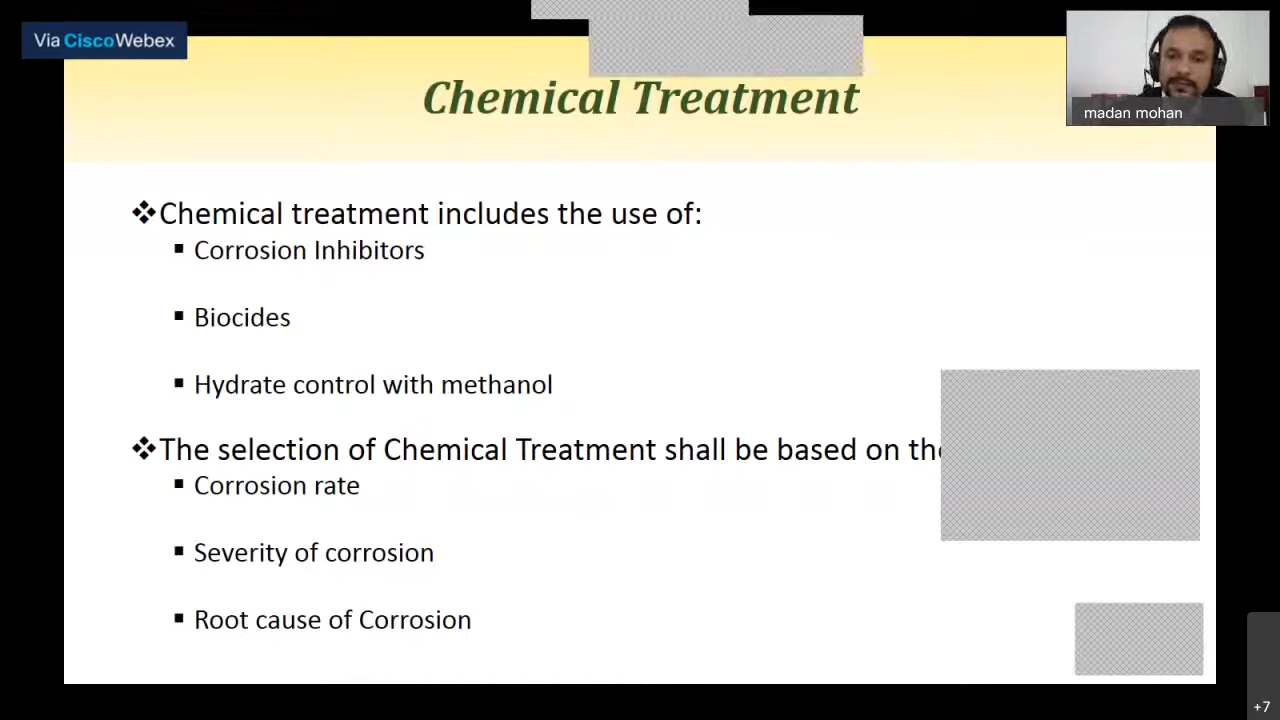 Via CiscoWebex
Chemical Treatment
madan mohan
❖Chemical treatment includes the use of:
▪ Corrosion Inhibitors
▪ Biocides
▪ Hydrate control with methanol
❖The selection of Chemical Treatment shall be based on
▪ Corrosion rate
▪ Severity of corrosion
▪ Root cause of Corrosion
+7